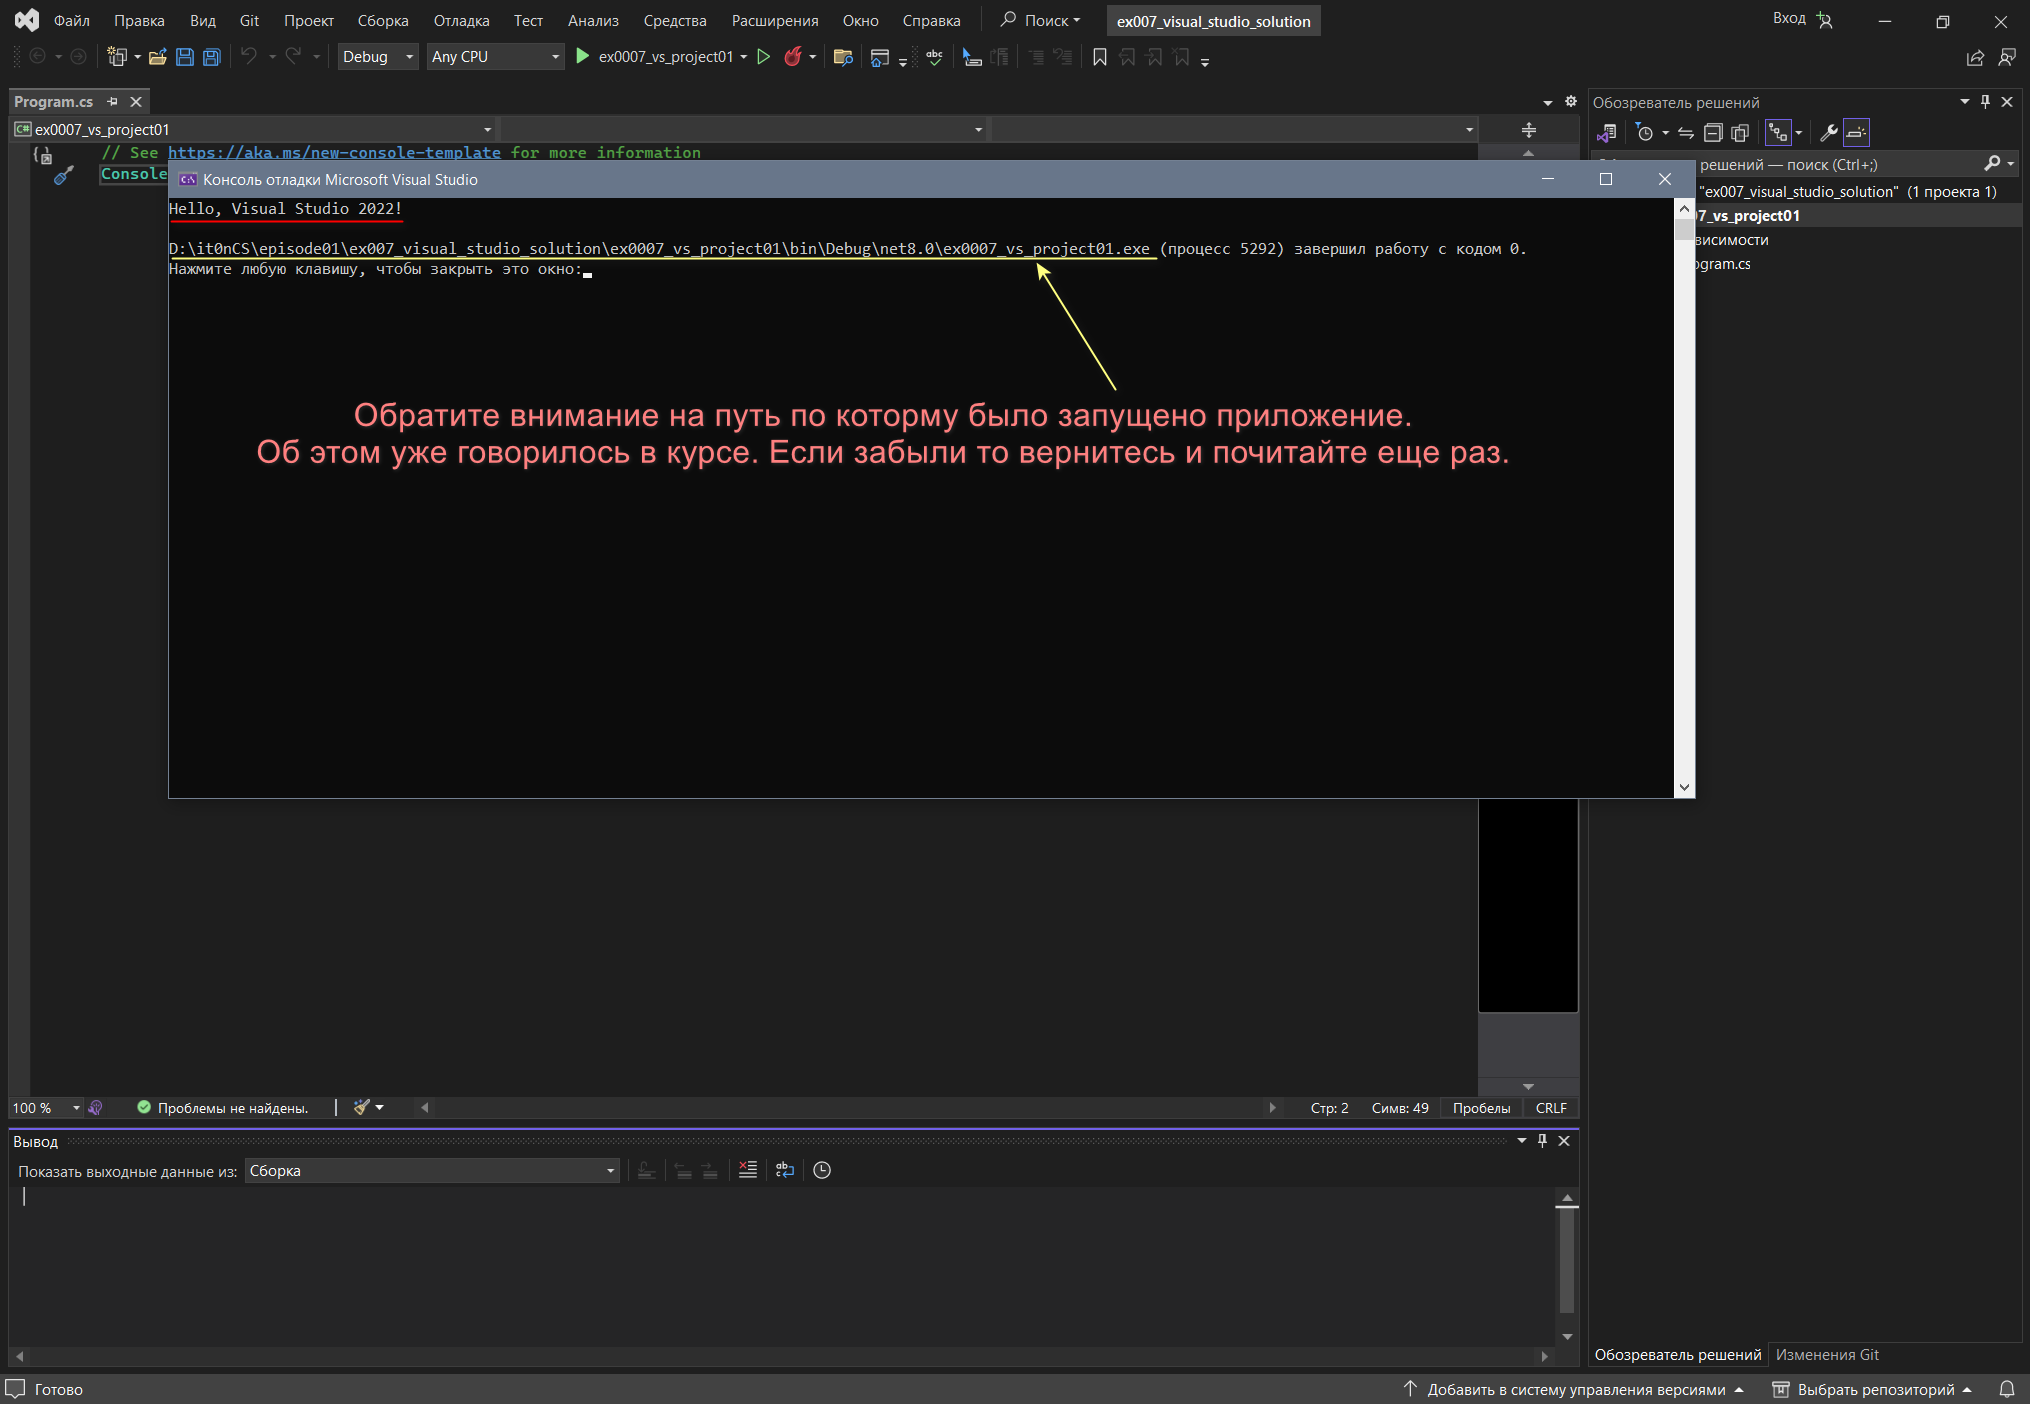 Файл Правка Вид Git Проект Сборка Отладка Тест Анализ Средства Расширения Окно Справка Поиск ex007_visual_studio_solution Вход
Debug Any CPU ex0007_vs_project01
Program.cs
Обозреватель решений
C# ex0007_vs_project01
// See https://aka.ms/new-console-template for more information
Console
решений — поиск (Ctrl+;)
Консоль отладки Microsoft Visual Studio
"ex007_visual_studio_solution" (1 проекта 1)
7_vs_project01
висимости
ogram.cs
Hello, Visual Studio 2022!
D:\it0nCS\episode01\ex007_visual_studio_solution\ex0007_vs_project01\bin\Debug\net8.0\ex0007_vs_project01.exe (процесс 5292) завершил работу с кодом 0.
Нажмите любую клавишу, чтобы закрыть это окно:
Обратите внимание на путь по котормy было запущено приложение.
Об этом уже говорилось в курсе. Если забыли то вернитесь и почитайте еще раз.
100 % Проблемы не найдены. Стр: 2 Симв: 49 Пробелы CRLF
Вывод
Показать выходные данные из: Сборка
Обозреватель решений Изменения Git
Готово Добавить в систему управления версиями Выбрать репозиторий